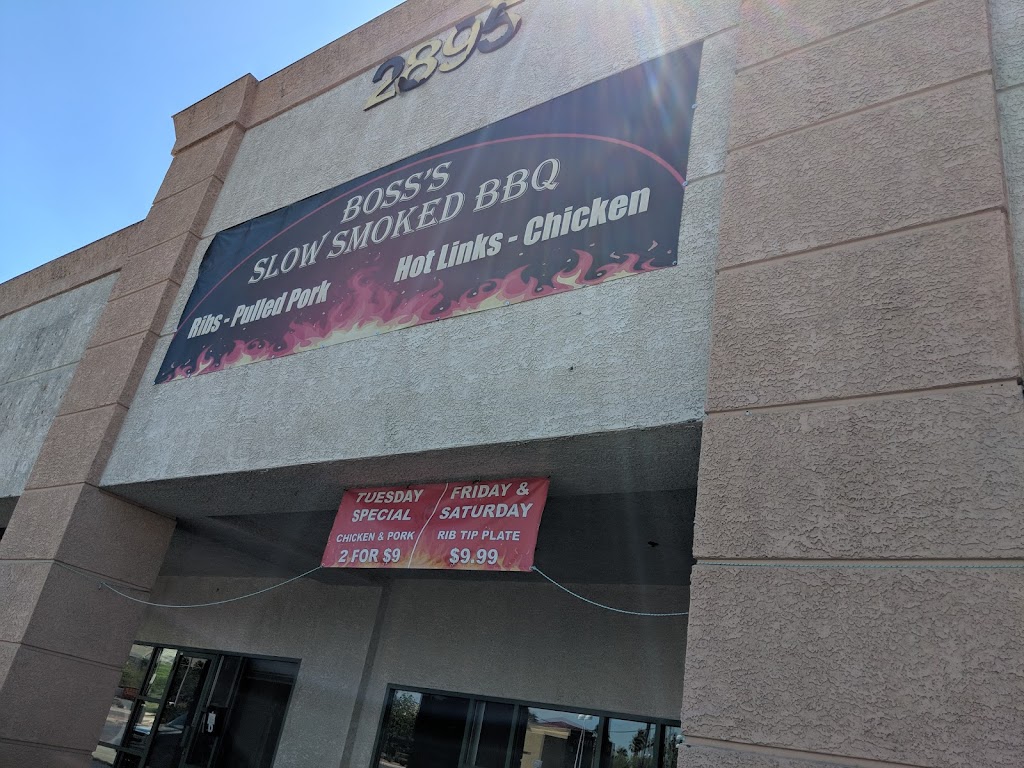 2895
BOSS'S
SLOW SMOKED BBQ
Ribs - Pulled Pork
Hot Links - Chicken
TUESDAY
SPECIAL
CHICKEN & PORK
2 FOR $9
FRIDAY &
SATURDAY
RIB TIP PLATE
$9.99